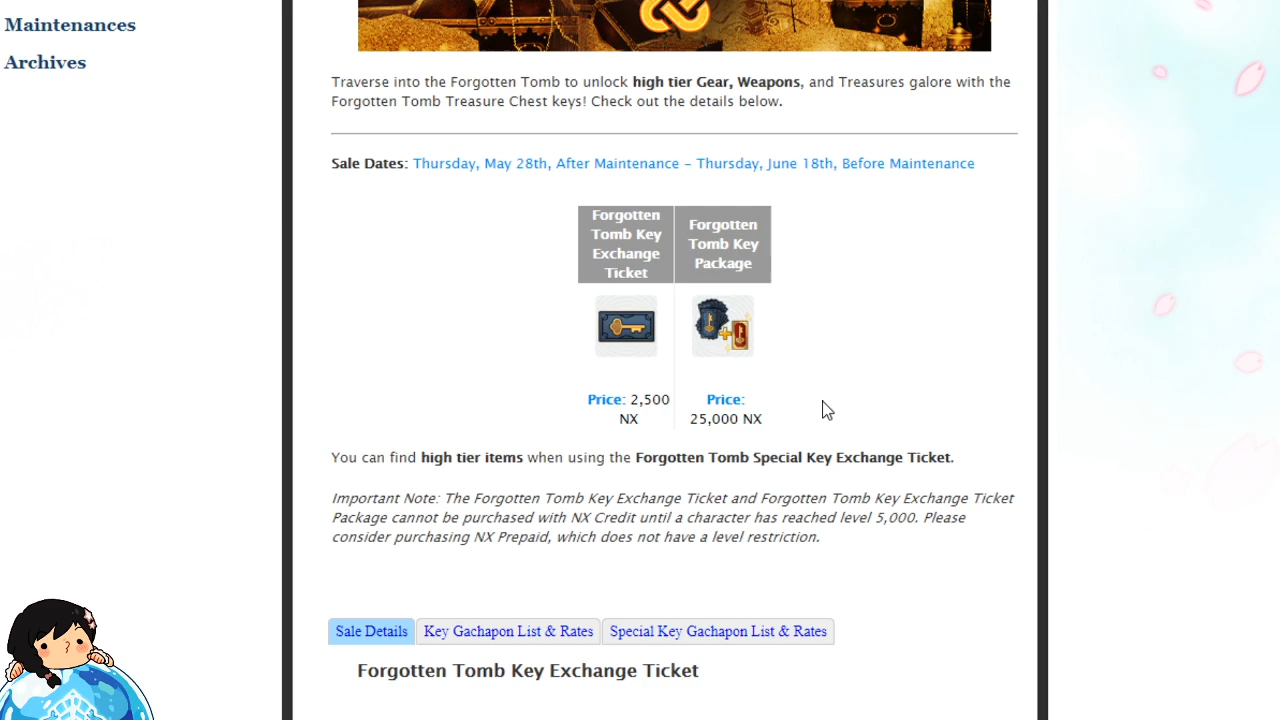 Maintenances
Archives
Traverse into the Forgotten Tomb to unlock high tier Gear, Weapons, and Treasures galore with the
Forgotten Tomb Treasure Chest keys! Check out the details below.
Sale Dates: Thursday, May 28th, After Maintenance – Thursday, June 18th, Before Maintenance
Forgotten
Tomb Key
Exchange
Ticket
Forgotten
Tomb Key
Package
Price: 2,500
NX
Price:
25,000 NX
You can find high tier items when using the Forgotten Tomb Special Key Exchange Ticket.
Important Note: The Forgotten Tomb Key Exchange Ticket and Forgotten Tomb Key Exchange Ticket
Package cannot be purchased with NX Credit until a character has reached level 5,000. Please
consider purchasing NX Prepaid, which does not have a level restriction.
Sale Details
Key Gachapon List & Rates
Special Key Gachapon List & Rates
Forgotten Tomb Key Exchange Ticket